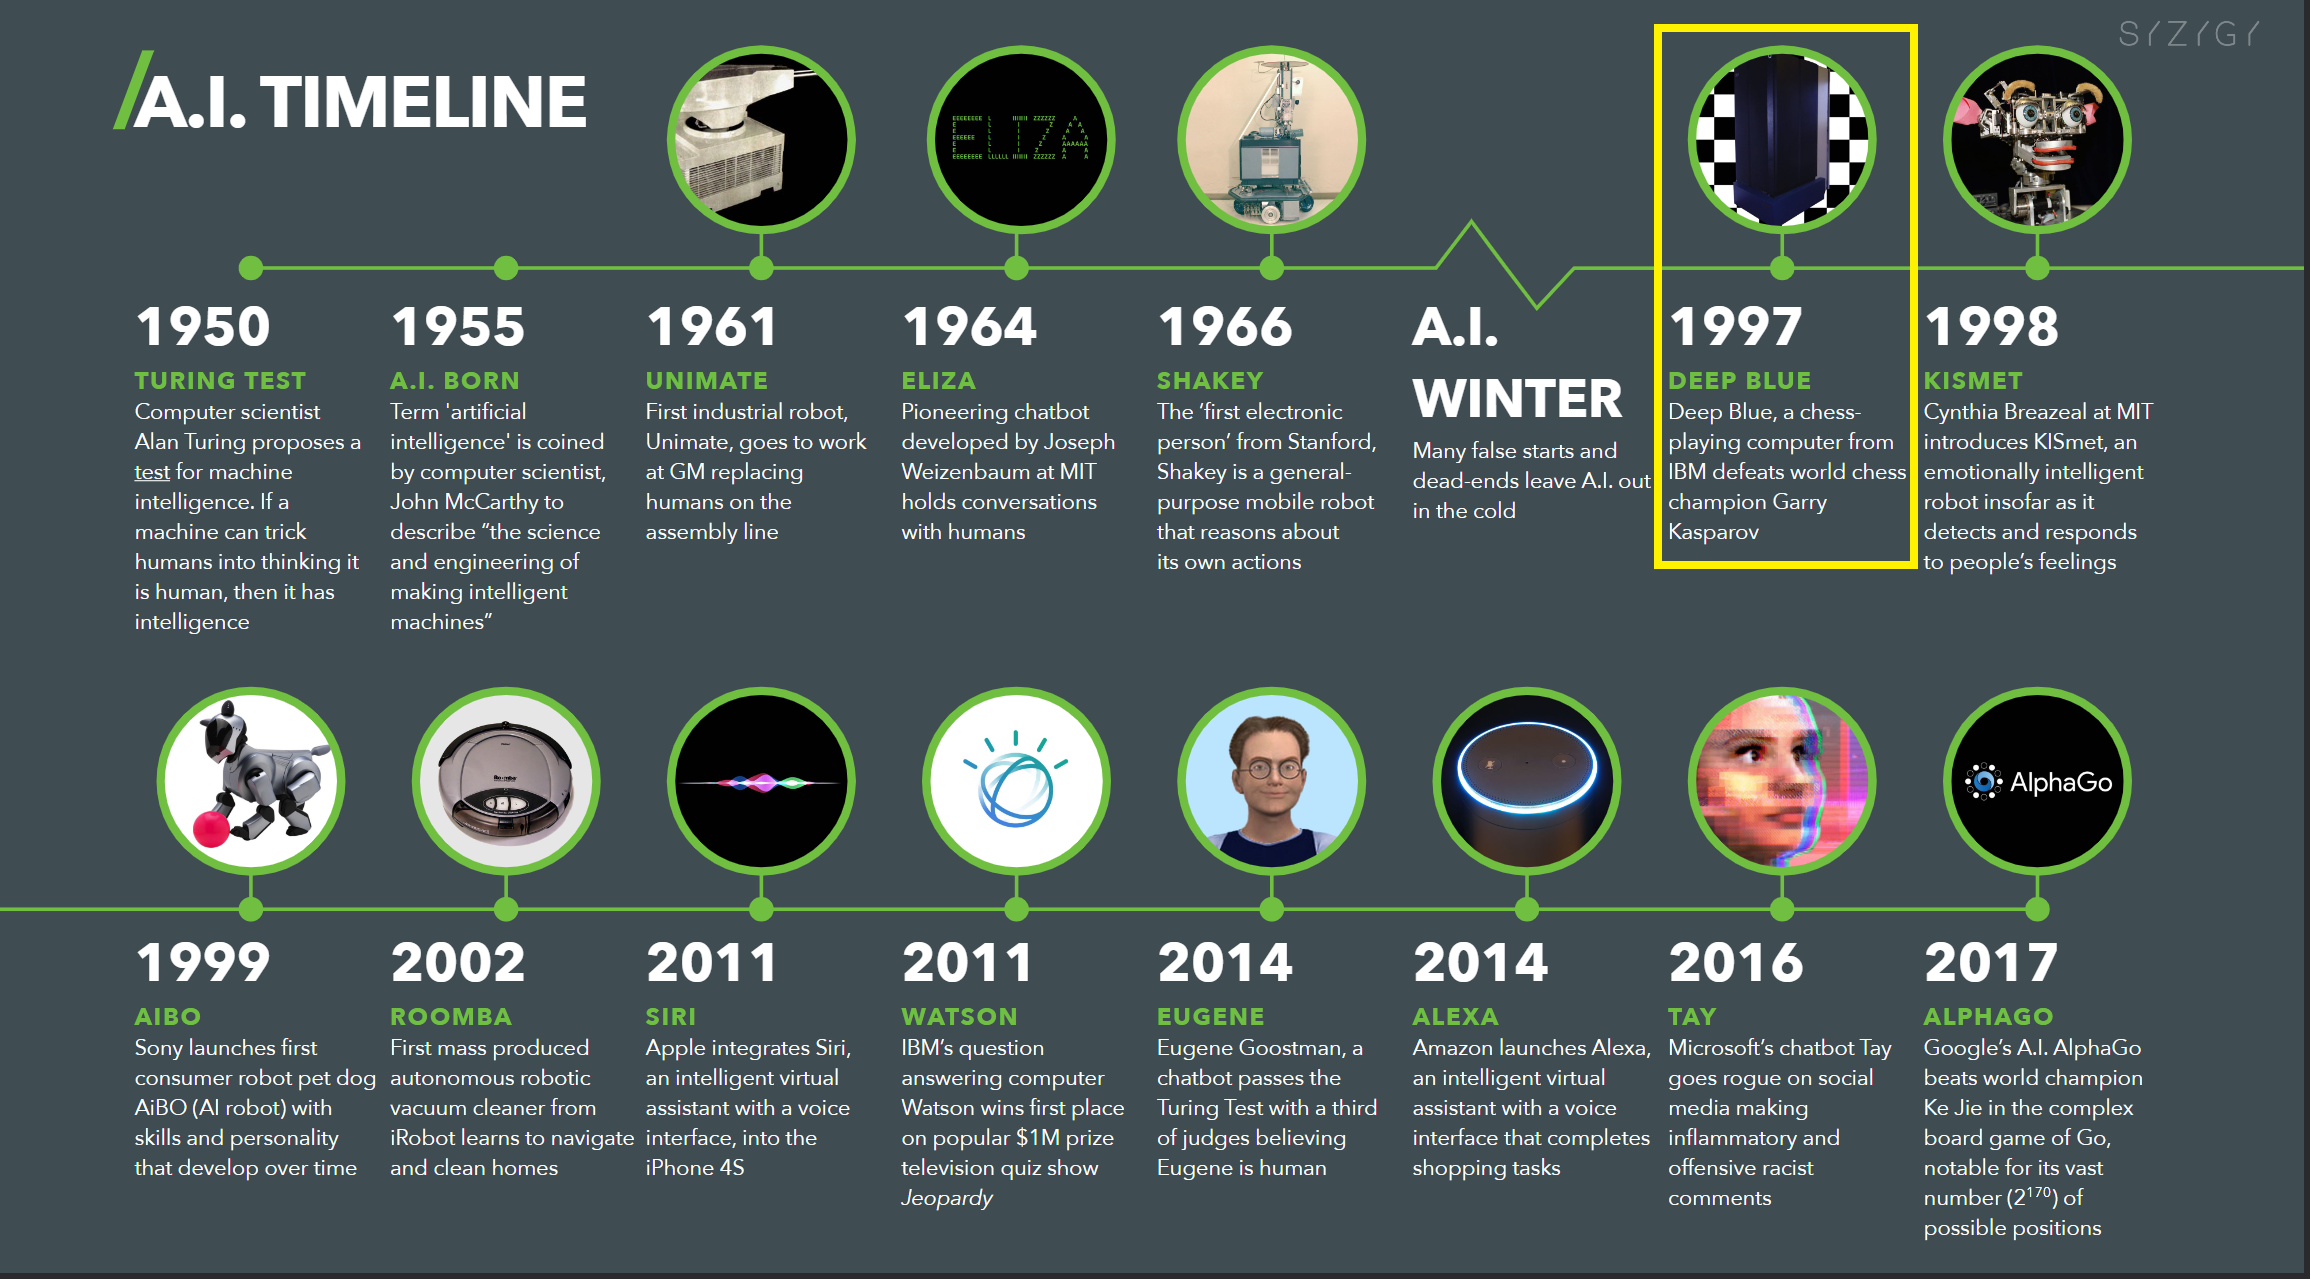 SYZYGY
/A.I. TIMELINE
ELIZA
1950
TURING TEST
Computer scientist
Alan Turing proposes a
test for machine
intelligence. If a
machine can trick
humans into thinking it
is human, then it has
intelligence
1955
A.I. BORN
Term 'artificial
intelligence' is coined
by computer scientist,
John McCarthy to
describe “the science
and engineering of
making intelligent
machines”
1961
UNIMATE
First industrial robot,
Unimate, goes to work
at GM replacing
humans on the
assembly line
1964
ELIZA
Pioneering chatbot
developed by Joseph
Weizenbaum at MIT
holds conversations
with humans
1966
SHAKEY
The ‘first electronic
person’ from Stanford,
Shakey is a general-
purpose mobile robot
that reasons about
its own actions
A.I.
WINTER
Many false starts and
dead-ends leave A.I. out
in the cold
1997
DEEP BLUE
Deep Blue, a chess-
playing computer from
IBM defeats world chess
champion Garry
Kasparov
1998
KISMET
Cynthia Breazeal at MIT
introduces KISmet, an
emotionally intelligent
robot insofar as it
detects and responds
to people’s feelings
Roomba
AlphaGo
1999
AIBO
Sony launches first
consumer robot pet dog
AiBO (AI robot) with
skills and personality
that develop over time
2002
ROOMBA
First mass produced
autonomous robotic
vacuum cleaner from
iRobot learns to navigate
and clean homes
2011
SIRI
Apple integrates Siri,
an intelligent virtual
assistant with a voice
interface, into the
iPhone 4S
2011
WATSON
IBM’s question
answering computer
Watson wins first place
on popular $1M prize
television quiz show
Jeopardy
2014
EUGENE
Eugene Goostman, a
chatbot passes the
Turing Test with a third
of judges believing
Eugene is human
2014
ALEXA
Amazon launches Alexa,
an intelligent virtual
assistant with a voice
interface that completes
shopping tasks
2016
TAY
Microsoft’s chatbot Tay
goes rogue on social
media making
inflammatory and
offensive racist
comments
2017
ALPHAGO
Google’s A.I. AlphaGo
beats world champion
Ke Jie in the complex
board game of Go,
notable for its vast
number (2¹⁷⁰) of
possible positions